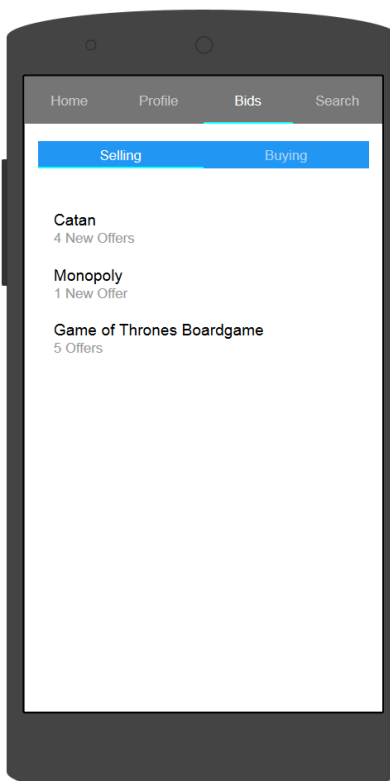 Home Profile Bids Search
Selling Buying
Catan
4 New Offers
Monopoly
1 New Offer
Game of Thrones Boardgame
5 Offers